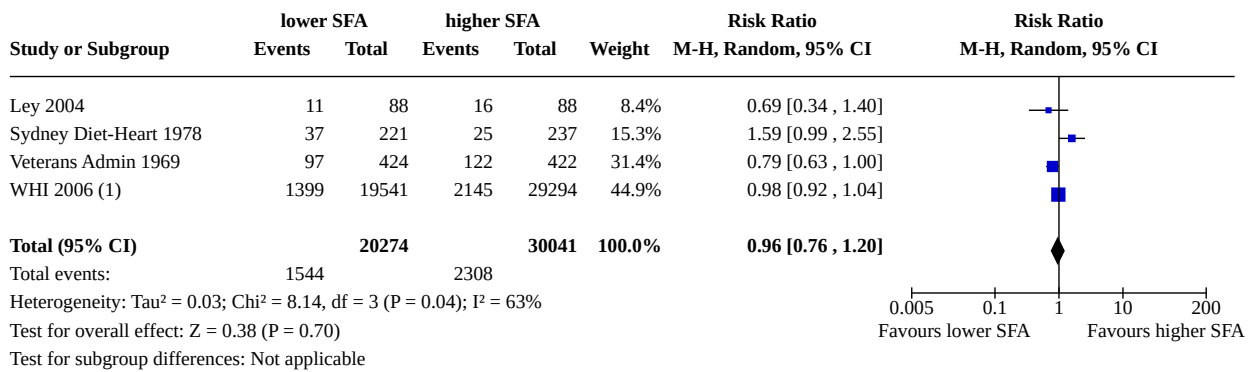 lower SFA higher SFA Risk Ratio Risk Ratio
Study or Subgroup Events Total Events Total Weight M-H, Random, 95% CI M-H, Random, 95% CI
Ley 2004 11 88 16 88 8.4% 0.69 [0.34 , 1.40]
Sydney Diet-Heart 1978 37 221 25 237 15.3% 1.59 [0.99 , 2.55]
Veterans Admin 1969 97 424 122 422 31.4% 0.79 [0.63 , 1.00]
WHI 2006 (1) 1399 19541 2145 29294 44.9% 0.98 [0.92 , 1.04]
Total (95% CI) 20274 30041 100.0% 0.96 [0.76 , 1.20]
Total events: 1544 2308
Heterogeneity: Tau² = 0.03; Chi² = 8.14, df = 3 (P = 0.04); I² = 63%
0.005 0.1 1 10 200
Test for overall effect: Z = 0.38 (P = 0.70) Favours lower SFA Favours higher SFA
Test for subgroup differences: Not applicable